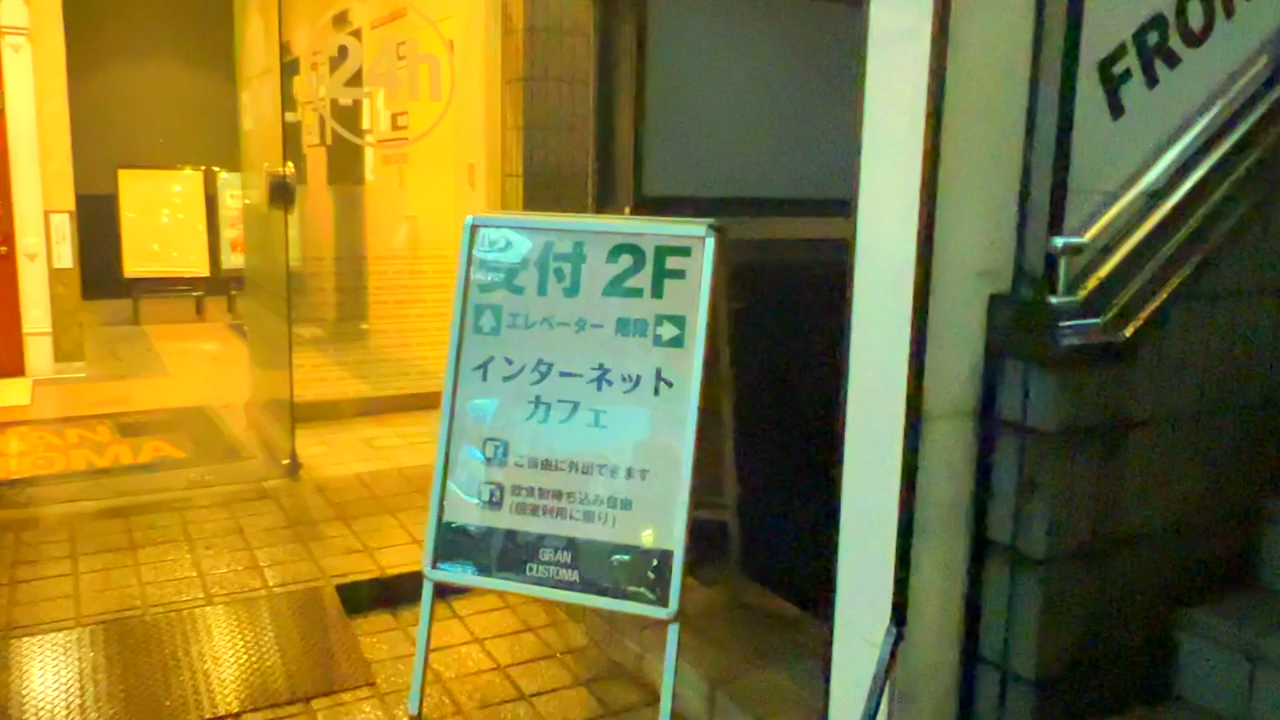 24h
FRON
受付 2F
エレベーター 階段
インターネット
カフェ
ご自由に外出できます
飲食物持ち込み自由
(個室利用に限り)
GRAN
CUSTOMA